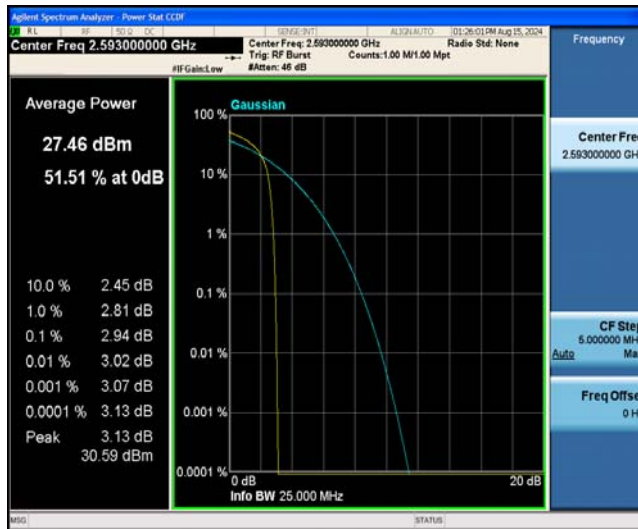 Agilent Spectrum Analyzer - Power Stat CCDF
RL RF 50 Ω DC SENSE:INT ALIGN AUTO 01:26:01 PM Aug 15, 2024
Center Freq 2.593000000 GHz
Center Freq: 2.593000000 GHz Radio Std: None
Trig: RF Burst Counts:1.00 M/1.00 Mpt
#IFGain:Low #Atten: 46 dB
Frequency
Average Power
27.46 dBm
51.51 % at 0dB
10.0 % 2.45 dB
1.0 % 2.81 dB
0.1 % 2.94 dB
0.01 % 3.02 dB
0.001 % 3.07 dB
0.0001 % 3.13 dB
Peak 3.13 dB
30.59 dBm
Gaussian
100 %
10 %
1 %
0.1 %
0.01 %
0.001 %
0.0001 %
0 dB 20 dB
Info BW 25.000 MHz
Center Fre
2.593000000 GH
CF Ste
5.000000 MH
Auto Ma
Freq Offse
0 H
MSG STATUS